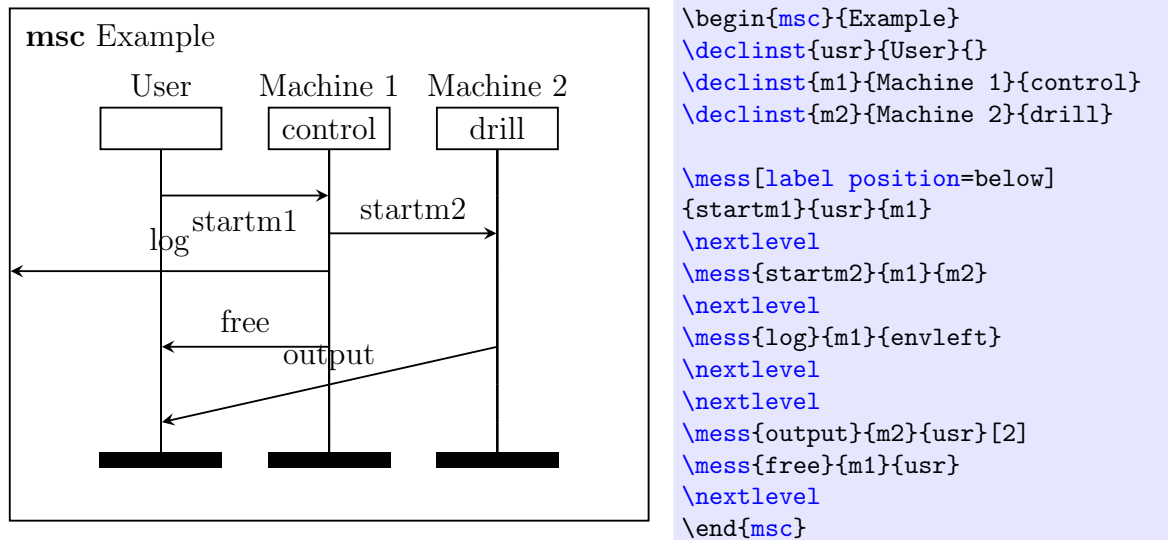 msc Example
User
Machine 1
Machine 2
control
drill
startm1
startm2
log
free
output
\begin{msc}{Example}
\declinst{usr}{User}{}
\declinst{m1}{Machine 1}{control}
\declinst{m2}{Machine 2}{drill}
\mess[label position=below]
{startm1}{usr}{m1}
\nextlevel
\mess{startm2}{m1}{m2}
\nextlevel
\mess{log}{m1}{envleft}
\nextlevel
\nextlevel
\mess{output}{m2}{usr}[2]
\mess{free}{m1}{usr}
\nextlevel
\end{msc}